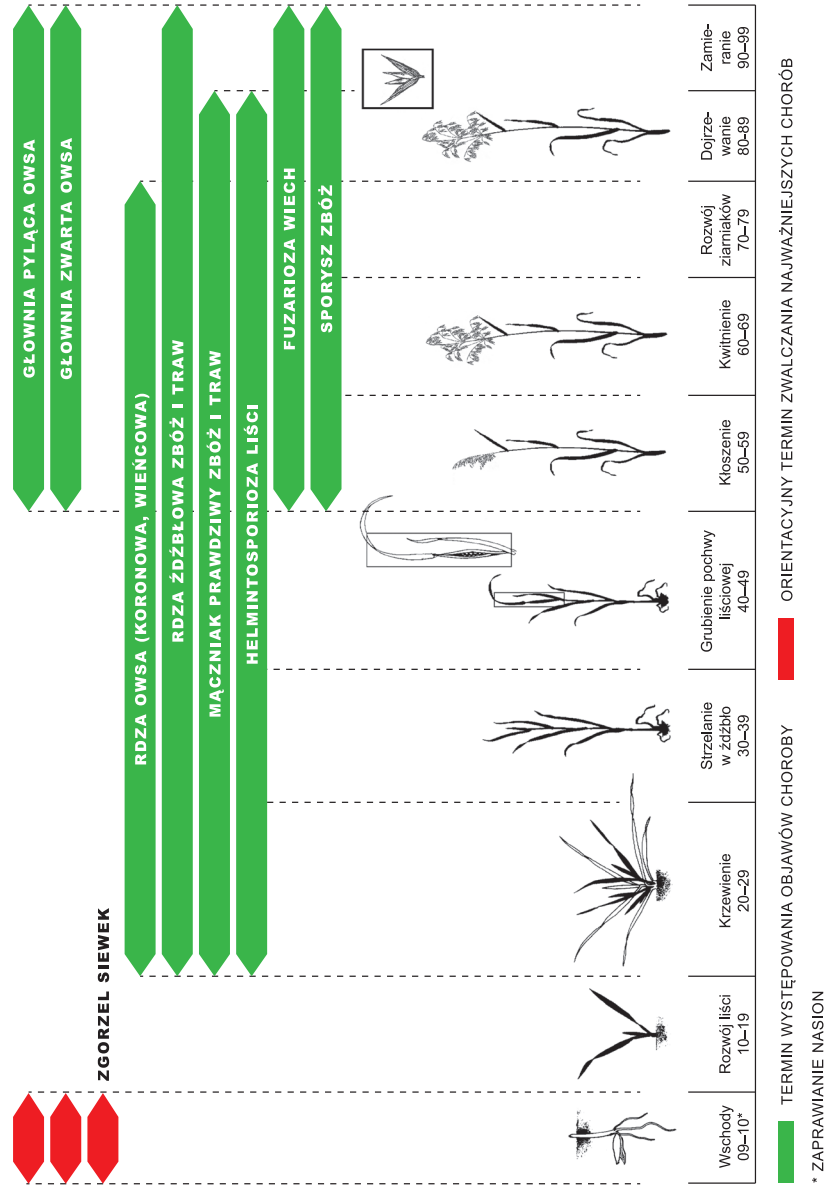 GŁOWNIA PYLĄCA OWSA
GŁOWNIA ZWARTA OWSA
ZGORZEL SIEWEK
RDZA OWSA (KORONOWA, WIEŃCOWA)
RDZA ŹDŹBŁOWA ZBÓŻ I TRAW
MĄCZNIAK PRAWDZIWY ZBÓŻ I TRAW
HELMINTOSPORIOZA LIŚCI
FUZARIOZA WIECH
SPORYSZ ZBÓŻ
Wschody
09–10*
Rozwój liści
10–19
Krzewienie
20–29
Strzelanie
w źdźbło
30–39
Grubienie pochwy
liściowej
40–49
Kłoszenie
50–59
Kwitnienie
60–69
Rozwój
ziarniaków
70–79
Dojrze-
wanie
80–89
Zamie-
ranie
90–99
TERMIN WYSTĘPOWANIA OBJAWÓW CHOROBY
ORIENTACYJNY TERMIN ZWALCZANIA NAJWAŻNIEJSZYCH CHORÓB
* ZAPRAWIANIE NASION